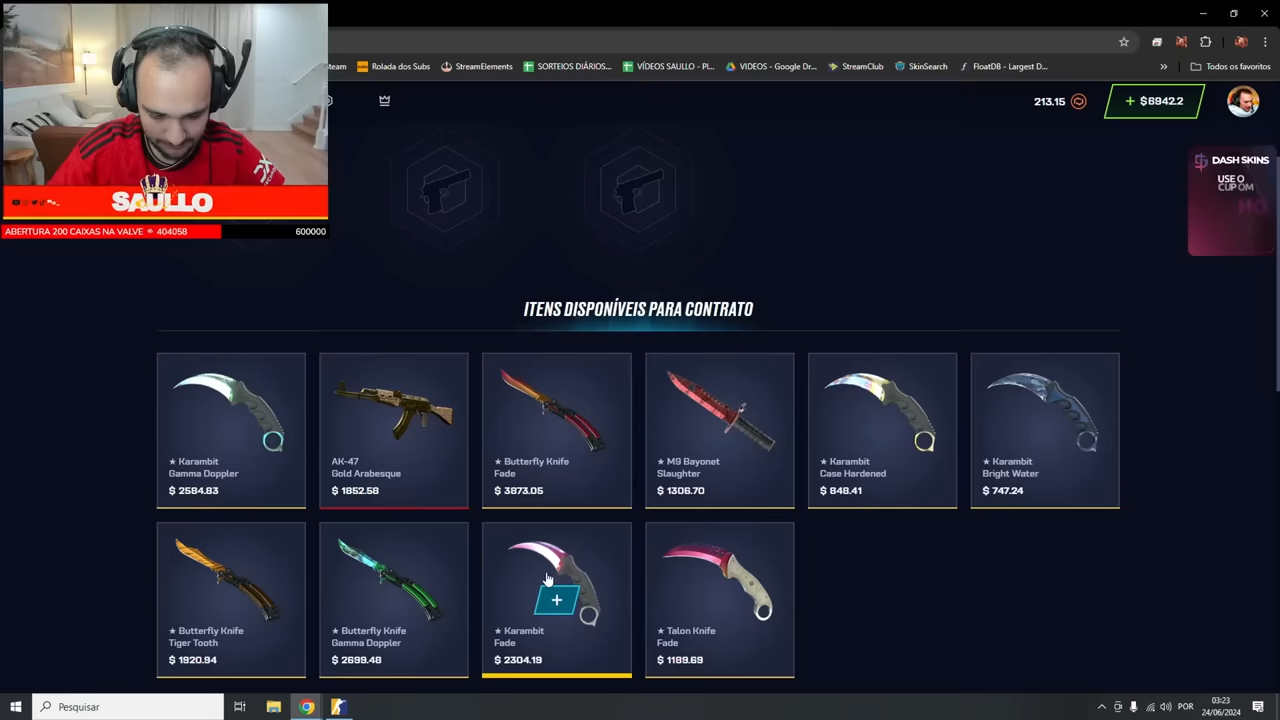 steam
Rolada dos Subs
StreamElements
SORTEIOS DIÁRIOS...
VÍDEOS SAULLO - Pl...
VIDEOS - Google Dr...
StreamClub
SkinSearch
FloatDB - Largest D...
»
Todos os favoritos
213.15
+ $6942.2
DASH SKINS
USE O
CUP OM
SAULLO
ABERTURA 200 CAIXAS NA VALVE
404058
600000
ITENS DISPONÍVEIS PARA CONTRATO
★ Karambit
Gamma Doppler
$ 2584.83
AK-47
Gold Arabesque
$ 1852.58
★ Butterfly Knife
Fade
$ 3873.05
★ M9 Bayonet
Slaughter
$ 1306.70
★ Karambit
Case Hardened
$ 848.41
★ Karambit
Bright Water
$ 747.24
★ Butterfly Knife
Tiger Tooth
$ 1920.94
★ Butterfly Knife
Gamma Doppler
$ 2699.48
+
★ Karambit
Fade
$ 2304.19
★ Talon Knife
Fade
$ 1189.69
Pesquisar
POR
03:23
24/06/2024